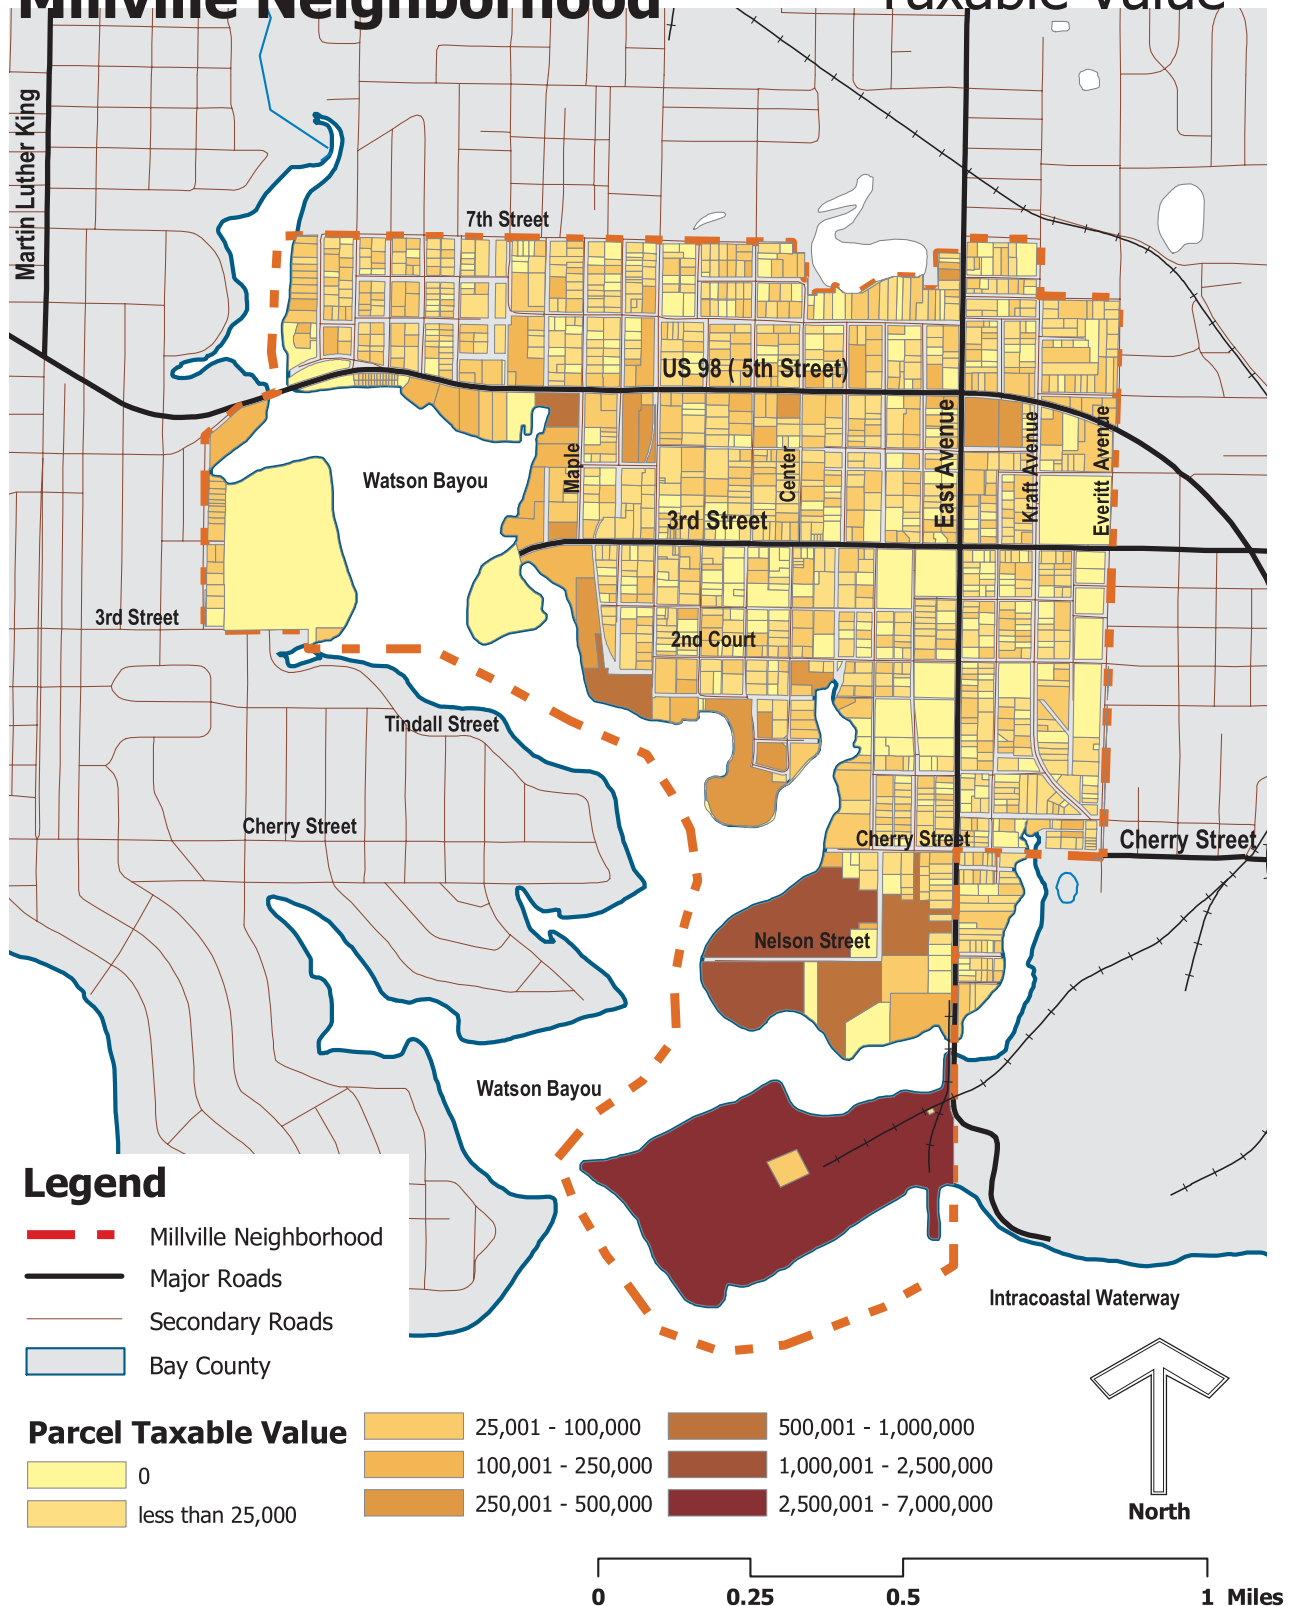 Millville Neighborhood
Taxable Value
Martin Luther King
7th Street
US 98 ( 5th Street)
Watson Bayou
Maple
Center
East Avenue
Kraft Avenue
Everitt Avenue
3rd Street
3rd Street
2nd Court
Tindall Street
Cherry Street
Cherry Street
Cherry Street
Nelson Street
Watson Bayou
Intracoastal Waterway
Legend
Millville Neighborhood
Major Roads
Secondary Roads
Bay County
Parcel Taxable Value
0
less than 25,000
25,001 - 100,000
100,001 - 250,000
250,001 - 500,000
500,001 - 1,000,000
1,000,001 - 2,500,000
2,500,001 - 7,000,000
North
0 0.25 0.5 1 Miles